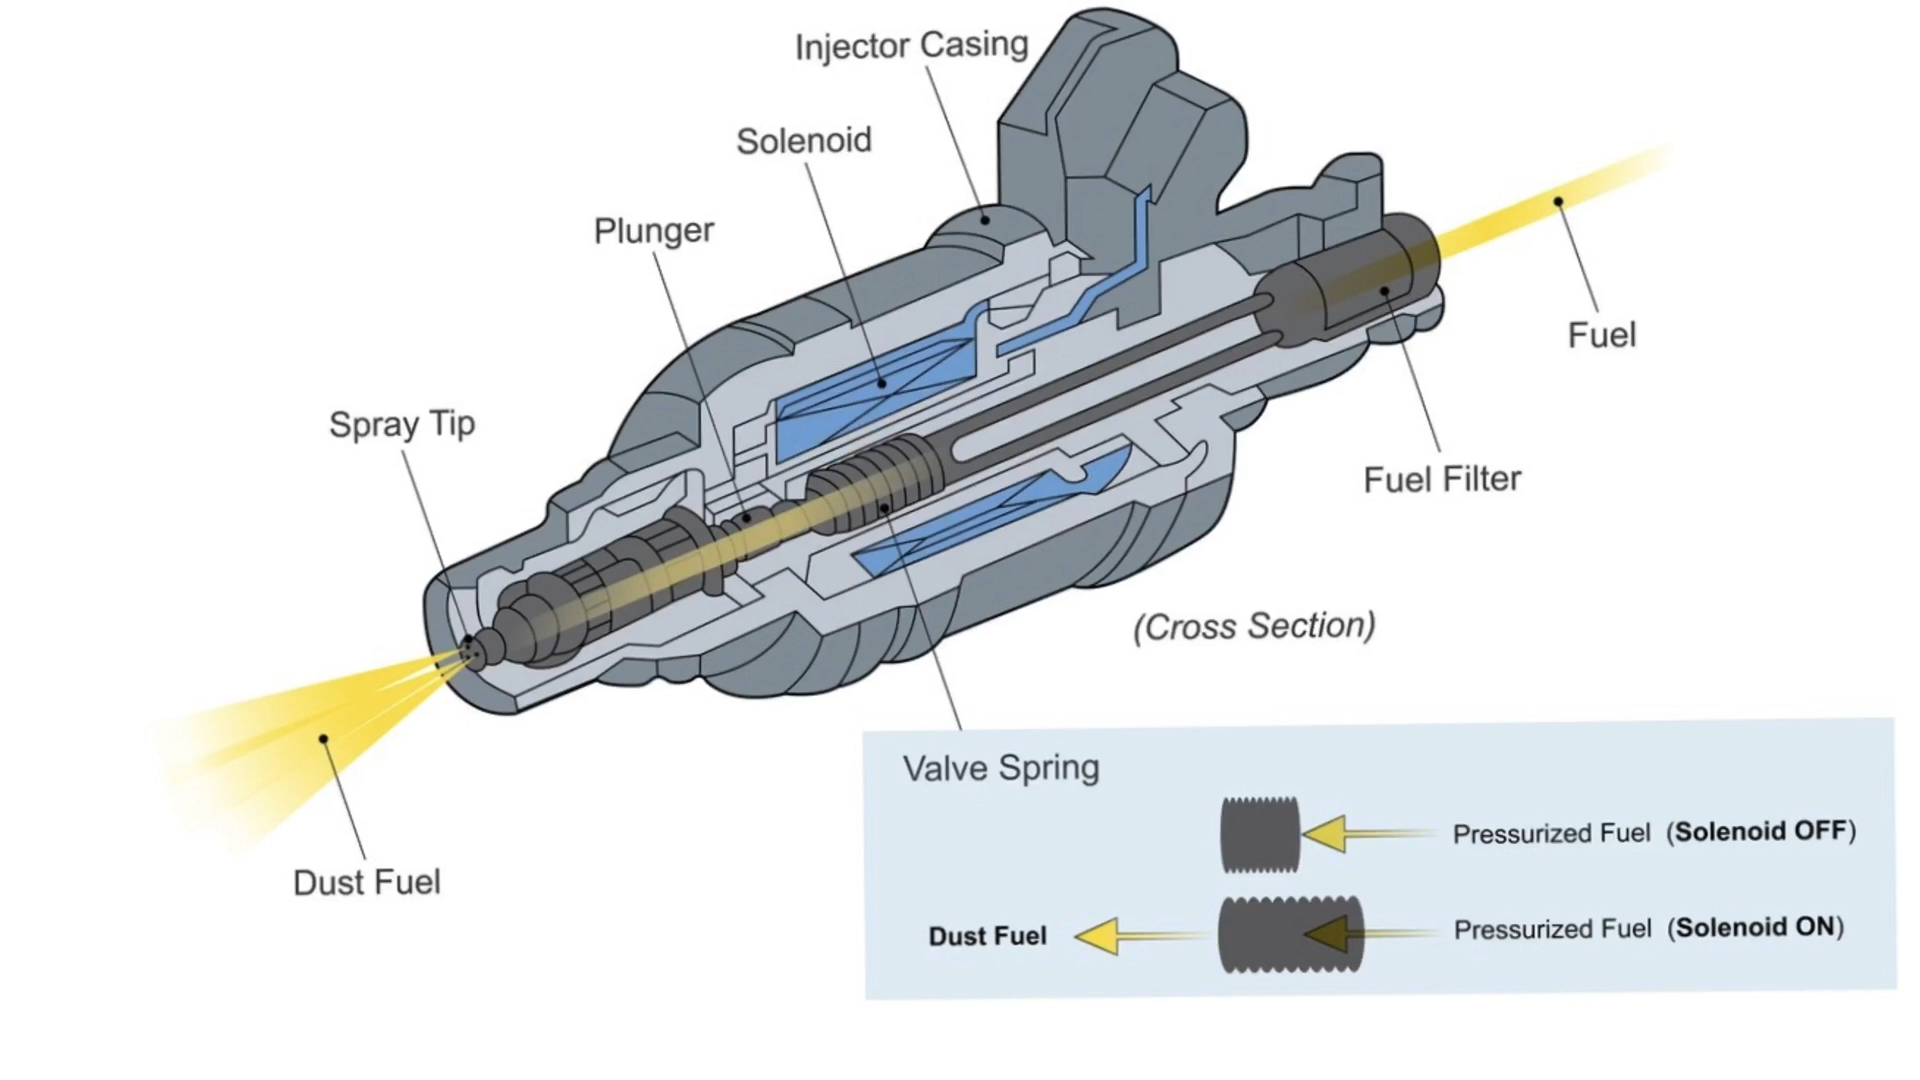 Injector Casing
Solenoid
Plunger
Fuel
Spray Tip
Fuel Filter
(Cross Section)
Valve Spring
Pressurized Fuel (Solenoid OFF)
Dust Fuel
Dust Fuel
Pressurized Fuel (Solenoid ON)